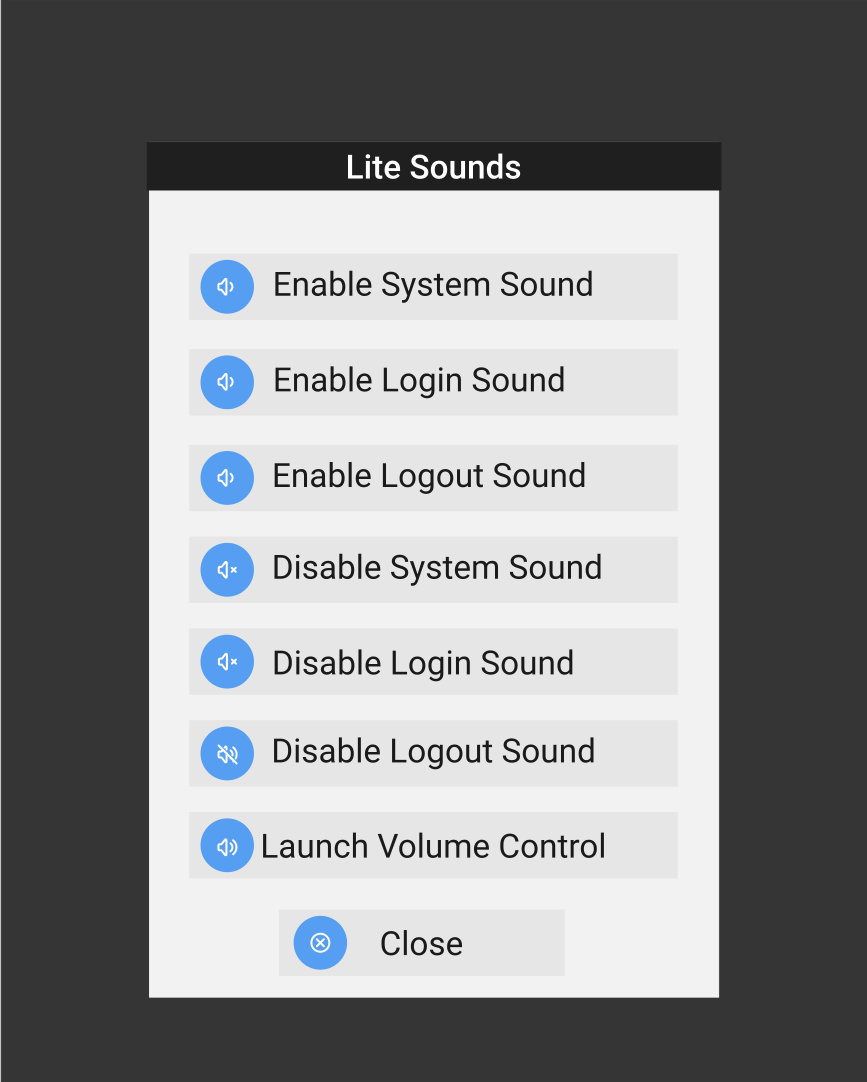 Lite Sounds
Enable System Sound
Enable Login Sound
Enable Logout Sound
Disable System Sound
Disable Login Sound
Disable Logout Sound
Launch Volume Control
Close